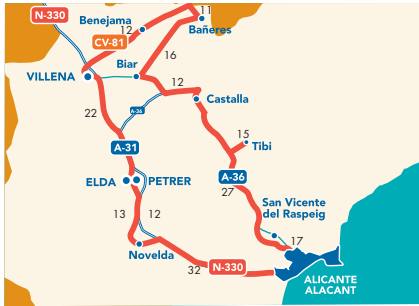 N-330
Benejama
11
12
Bañeres
CV-81
16
Biar
VILLENA
12
22
A-36
Castalla
15
Tibi
A-31
A-36
ELDA
PETRER
27
San Vicente
del Raspeig
13
12
17
Novelda
32
N-330
ALICANTE
ALACANT